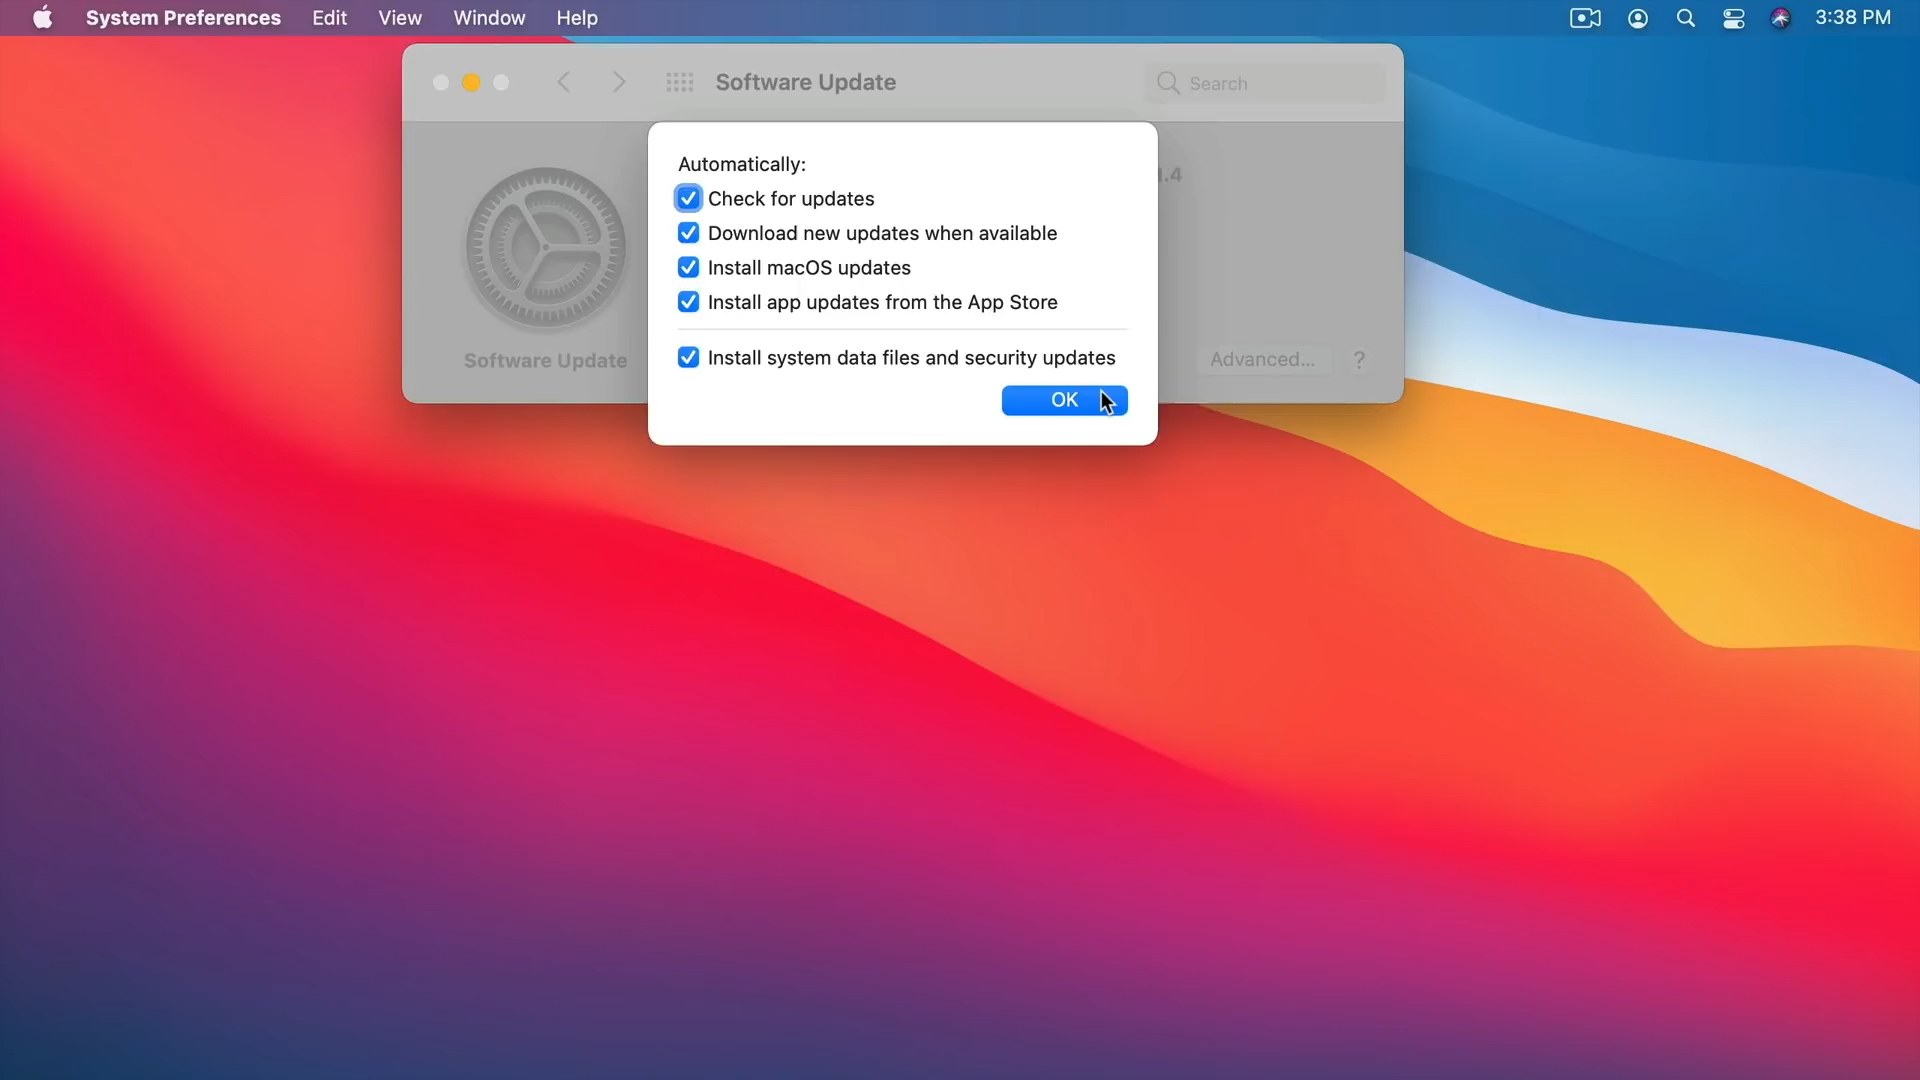 System Preferences Edit View Window Help 3:38 PM
Software Update Search
Automatically:
Check for updates
Download new updates when available
Install macOS updates
Install app updates from the App Store
Install system data files and security updates
OK
.4
Software Update
Advanced... ?